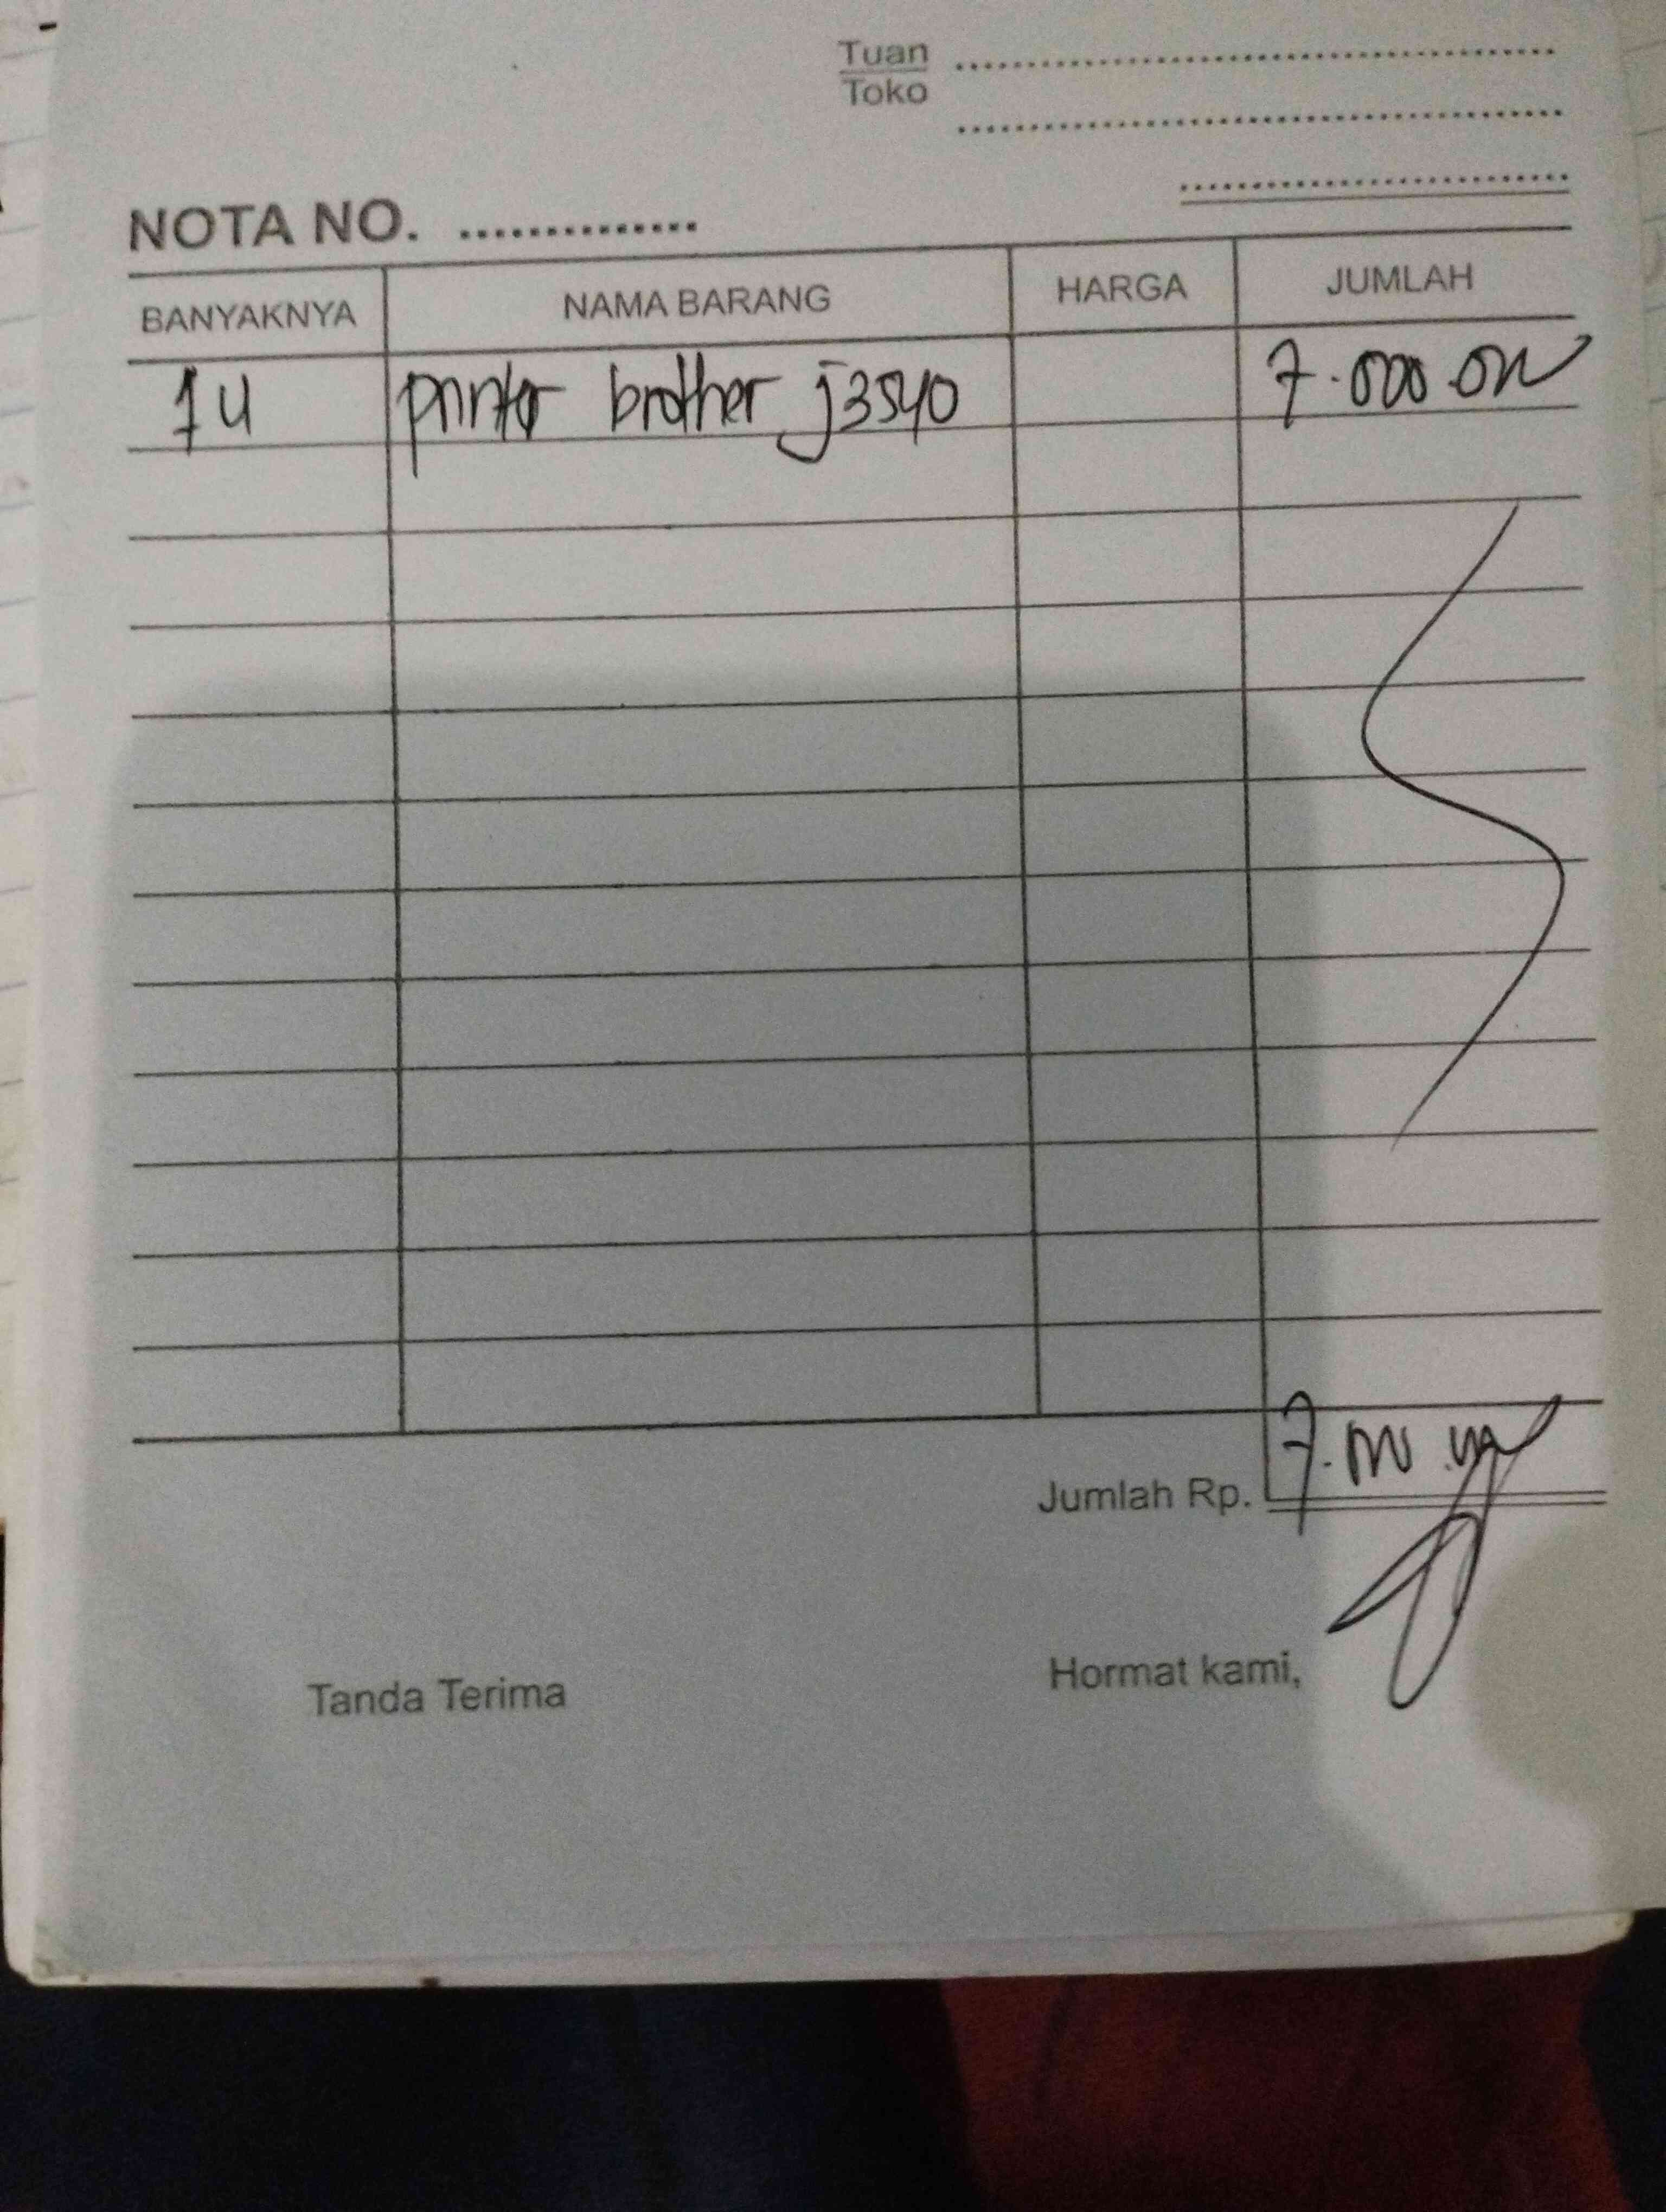 Tuan
Toko
NOTA NO. ...............
BANYAKNYA NAMA BARANG HARGA JUMLAH
1 U printer brother j3540 7.000.000
Jumlah Rp. 7.000.000
Tanda Terima Hormat kami,